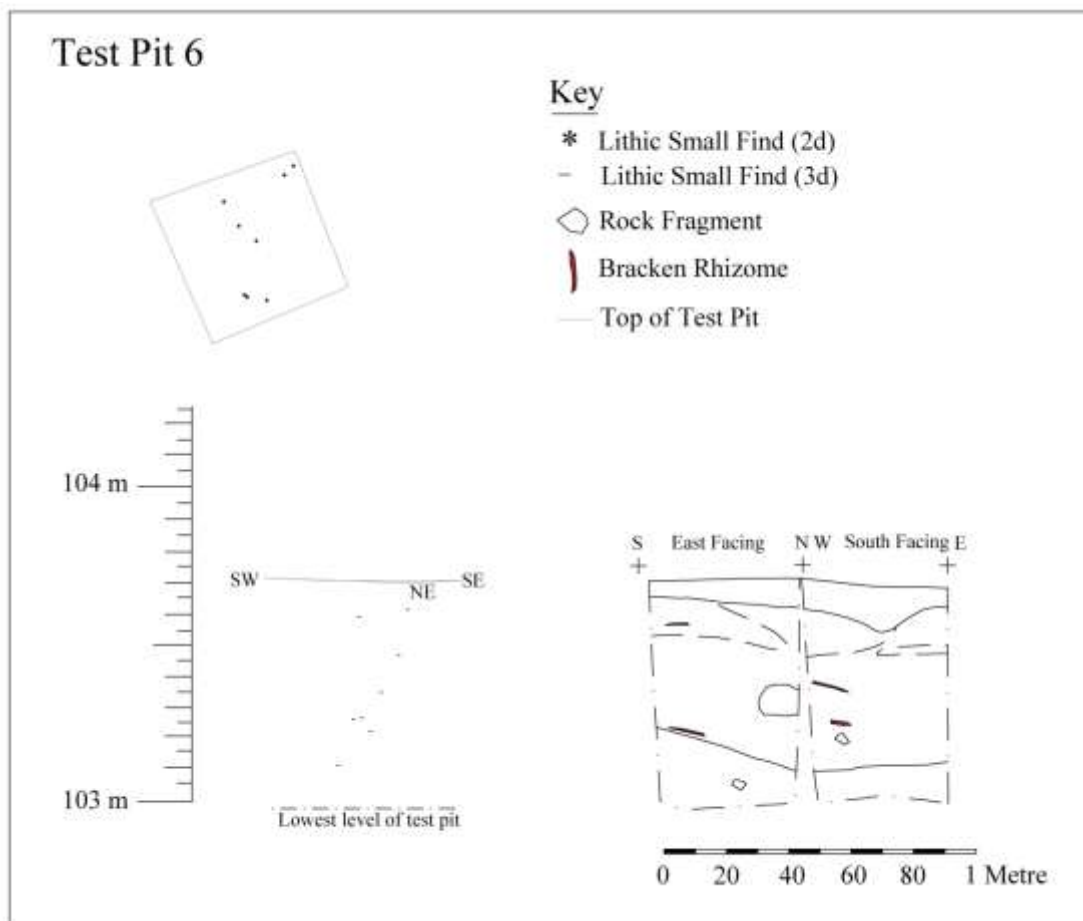 Test Pit 6
Key
* Lithic Small Find (2d)
- Lithic Small Find (3d)
Rock Fragment
Bracken Rhizome
Top of Test Pit
104 m
SW
NE
SE
103 m
Lowest level of test pit
S East Facing N W South Facing E
0 20 40 60 80 1 Metre